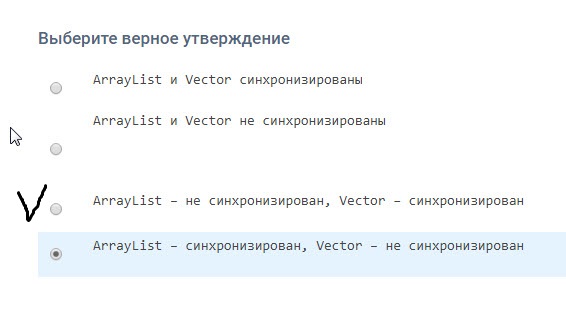 Выберите верное утверждение
ArrayList и Vector синхронизированы
ArrayList и Vector не синхронизированы
ArrayList – не синхронизирован, Vector – синхронизирован
ArrayList – синхронизирован, Vector – не синхронизирован